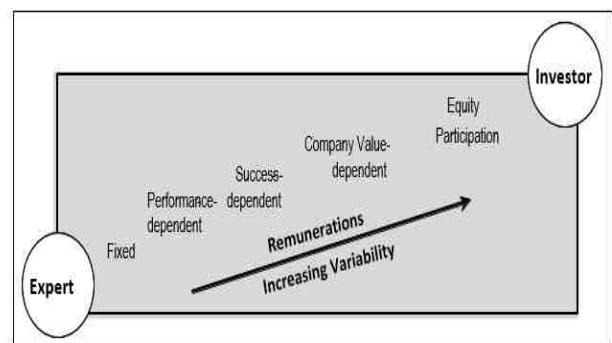 Investor
Equity
Participation
Company Value-
dependent
Success-
dependent
Performance-
dependent
Fixed
Remunerations
Increasing Variability
Expert